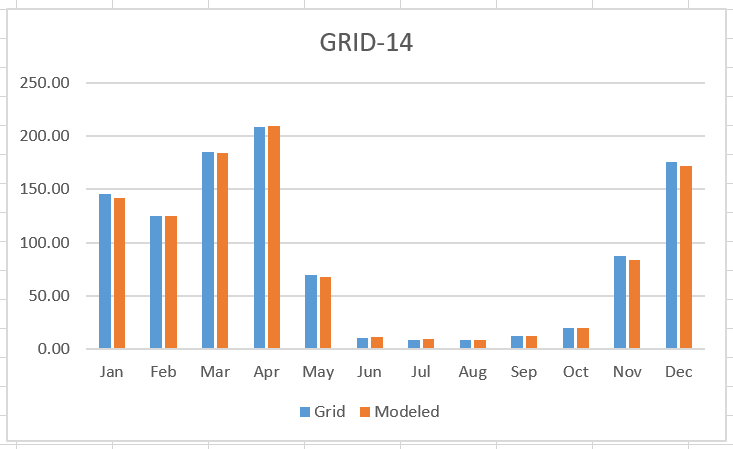 GRID-14
250.00
200.00
150.00
100.00
50.00
0.00
Jan Feb Mar Apr May Jun Jul Aug Sep Oct Nov Dec
Grid Modeled